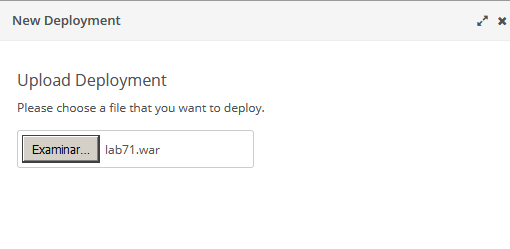 New Deployment
Upload Deployment
Please choose a file that you want to deploy.
Examinar... lab71.war